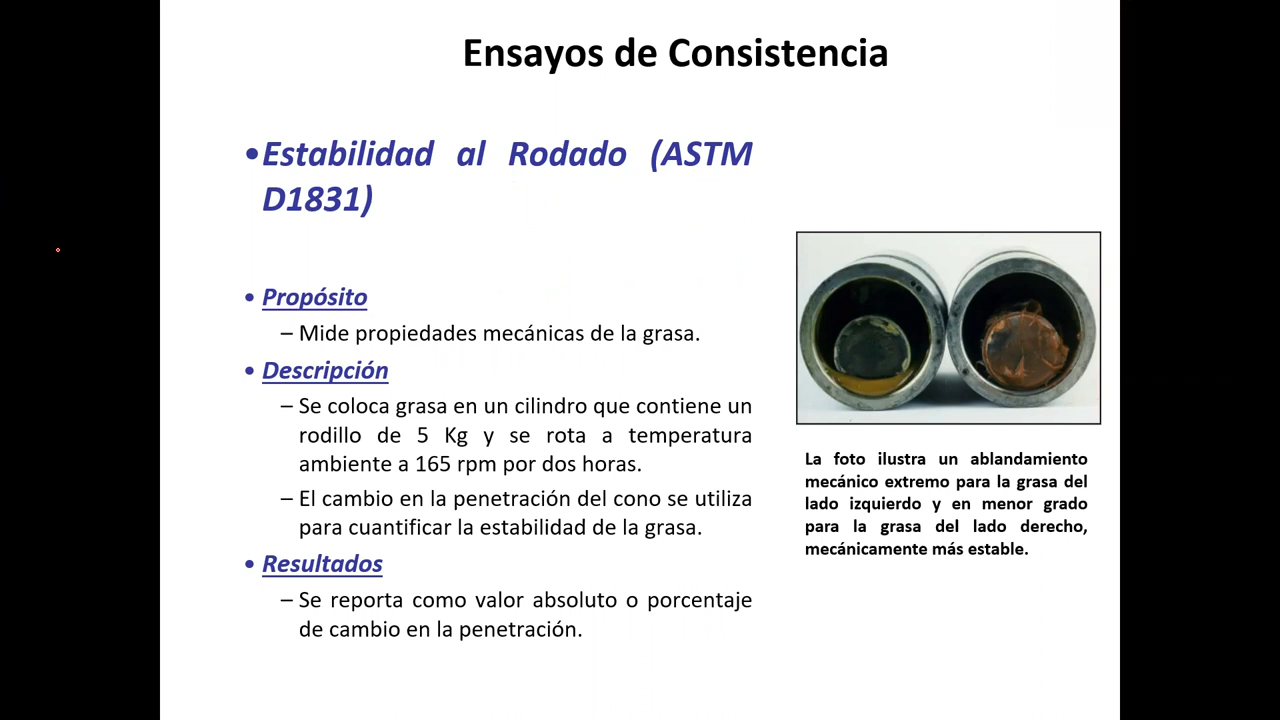 Ensayos de Consistencia
•Estabilidad al Rodado (ASTM
D1831)
• Propósito
– Mide propiedades mecánicas de la grasa.
• Descripción
– Se coloca grasa en un cilindro que contiene un
rodillo de 5 Kg y se rota a temperatura
ambiente a 165 rpm por dos horas.
– El cambio en la penetración del cono se utiliza
para cuantificar la estabilidad de la grasa.
• Resultados
– Se reporta como valor absoluto o porcentaje
de cambio en la penetración.
La foto ilustra un ablandamiento
mecánico extremo para la grasa del
lado izquierdo y en menor grado
para la grasa del lado derecho,
mecánicamente más estable.